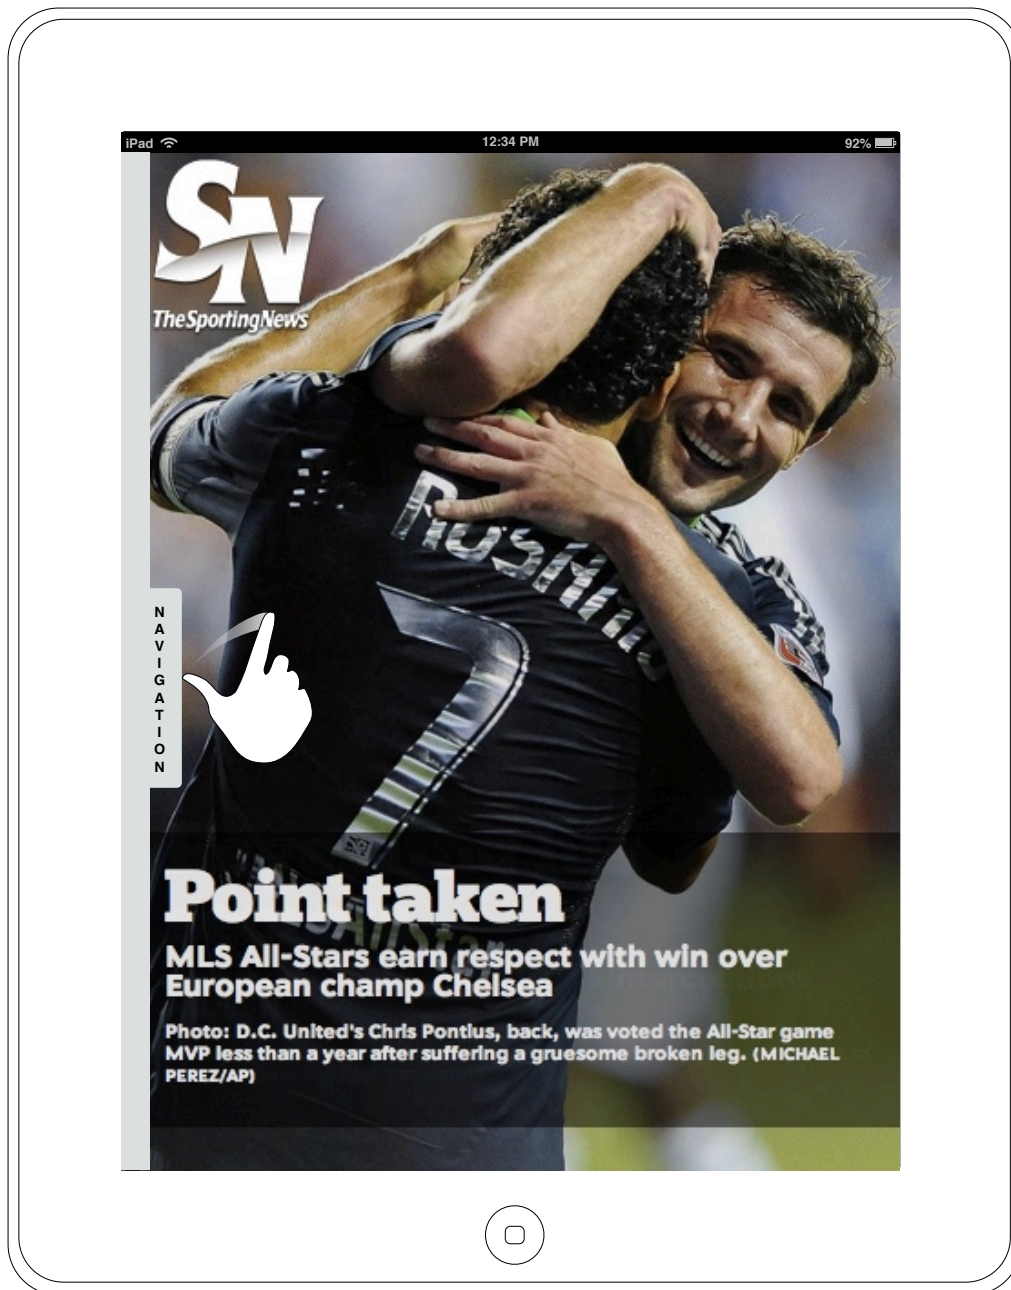 iPad
12:34 PM
92%
SN
TheSportingNews
NAVIGATION
7
Point taken
MLS All-Stars earn respect with win over
European champ Chelsea
Photo: D.C. United's Chris Pontius, back, was voted the All-Star game
MVP less than a year after suffering a gruesome broken leg. (MICHAEL
PEREZ/AP)